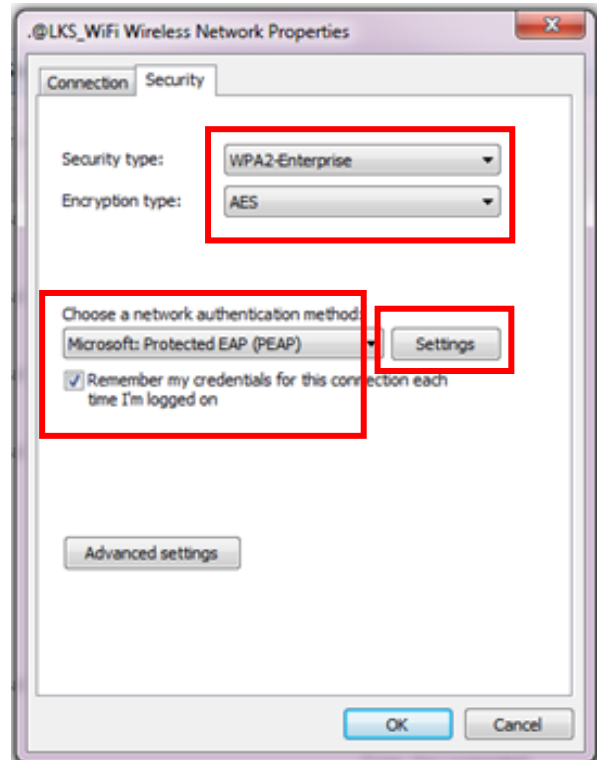 .@LKS_WiFi Wireless Network Properties
Connection Security
Security type: WPA2-Enterprise
Encryption type: AES
Choose a network authentication method:
Microsoft: Protected EAP (PEAP) Settings
Remember my credentials for this connection each
time I'm logged on
Advanced settings
OK Cancel